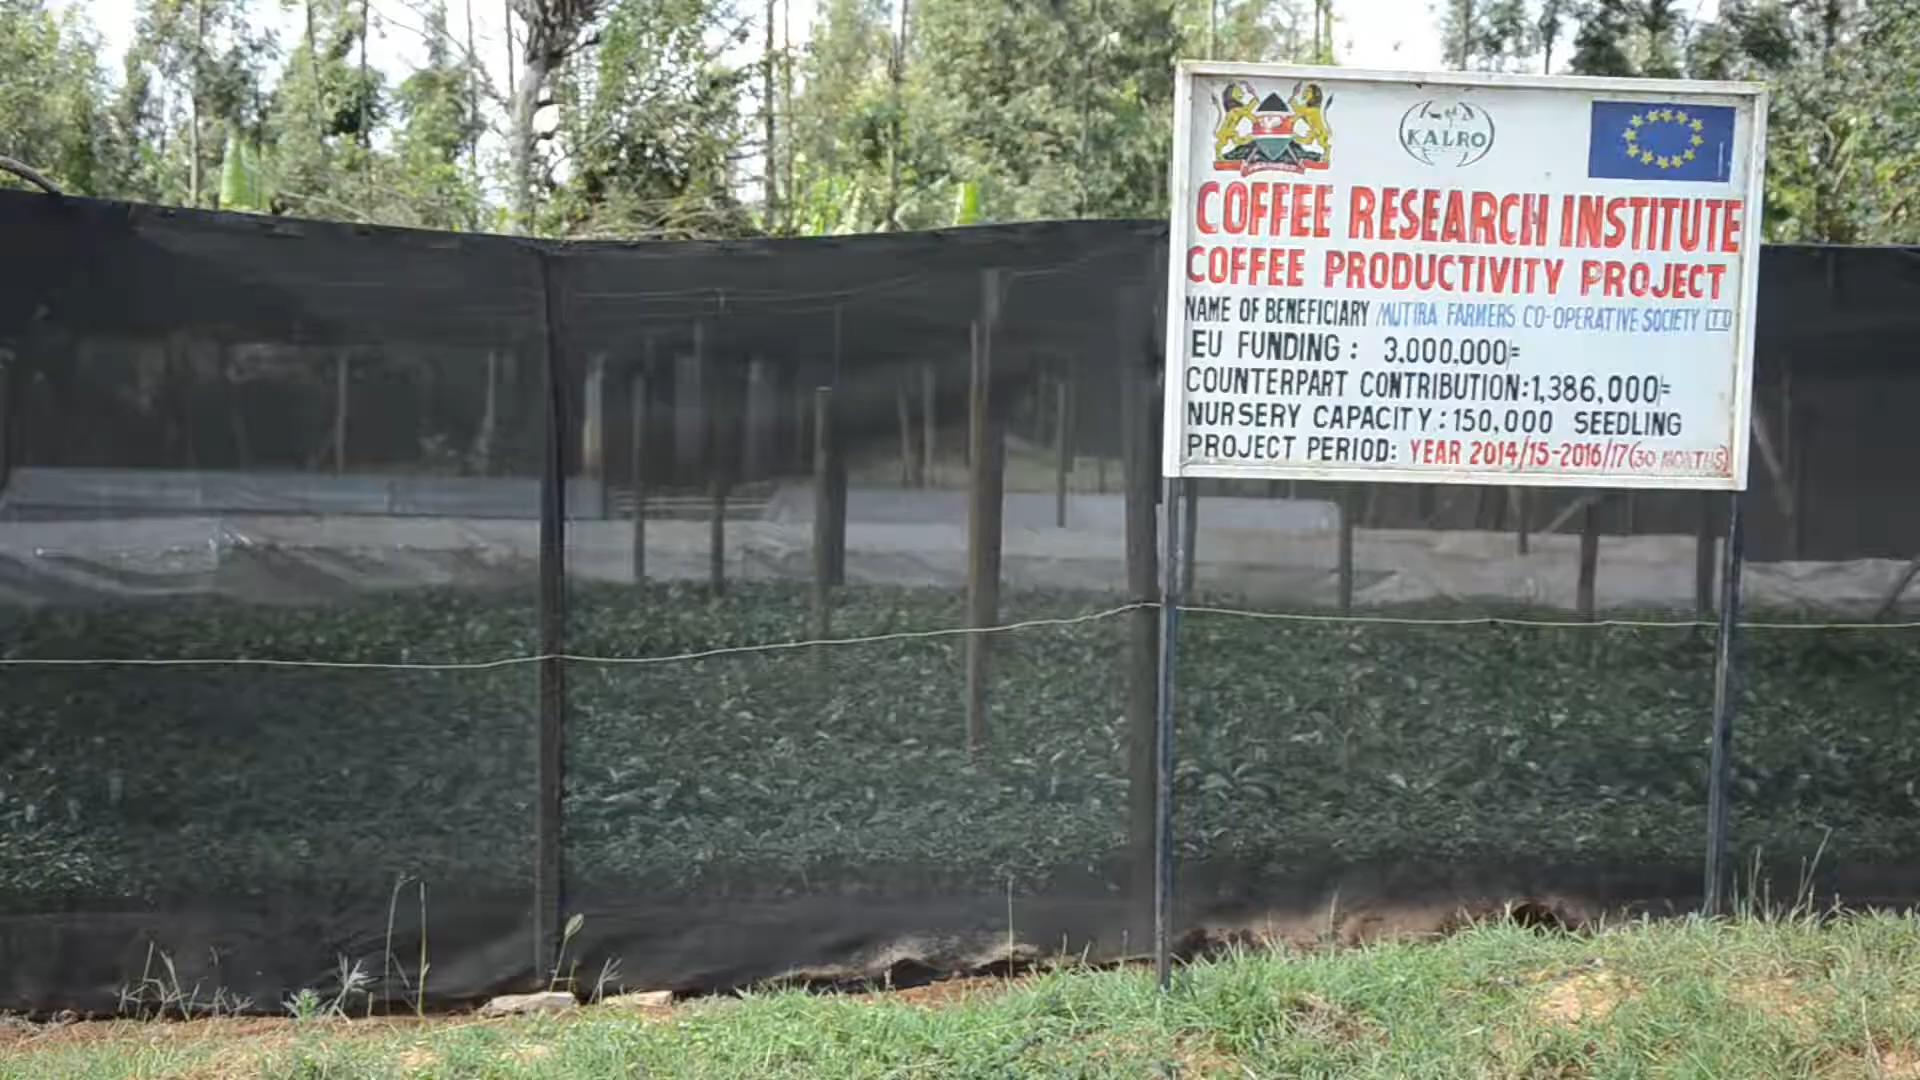 KALRO
COFFEE RESEARCH INSTITUTE
COFFEE PRODUCTIVITY PROJECT
NAME OF BENEFICIARY MUTIRA FARMERS CO-OPERATIVE SOCIETY LTD
EU FUNDING : 3,000,000/=
COUNTERPART CONTRIBUTION:1,386,000/=
NURSERY CAPACITY : 150,000 SEEDLING
PROJECT PERIOD: YEAR 2014/15-2016/17(30 MONTHS)